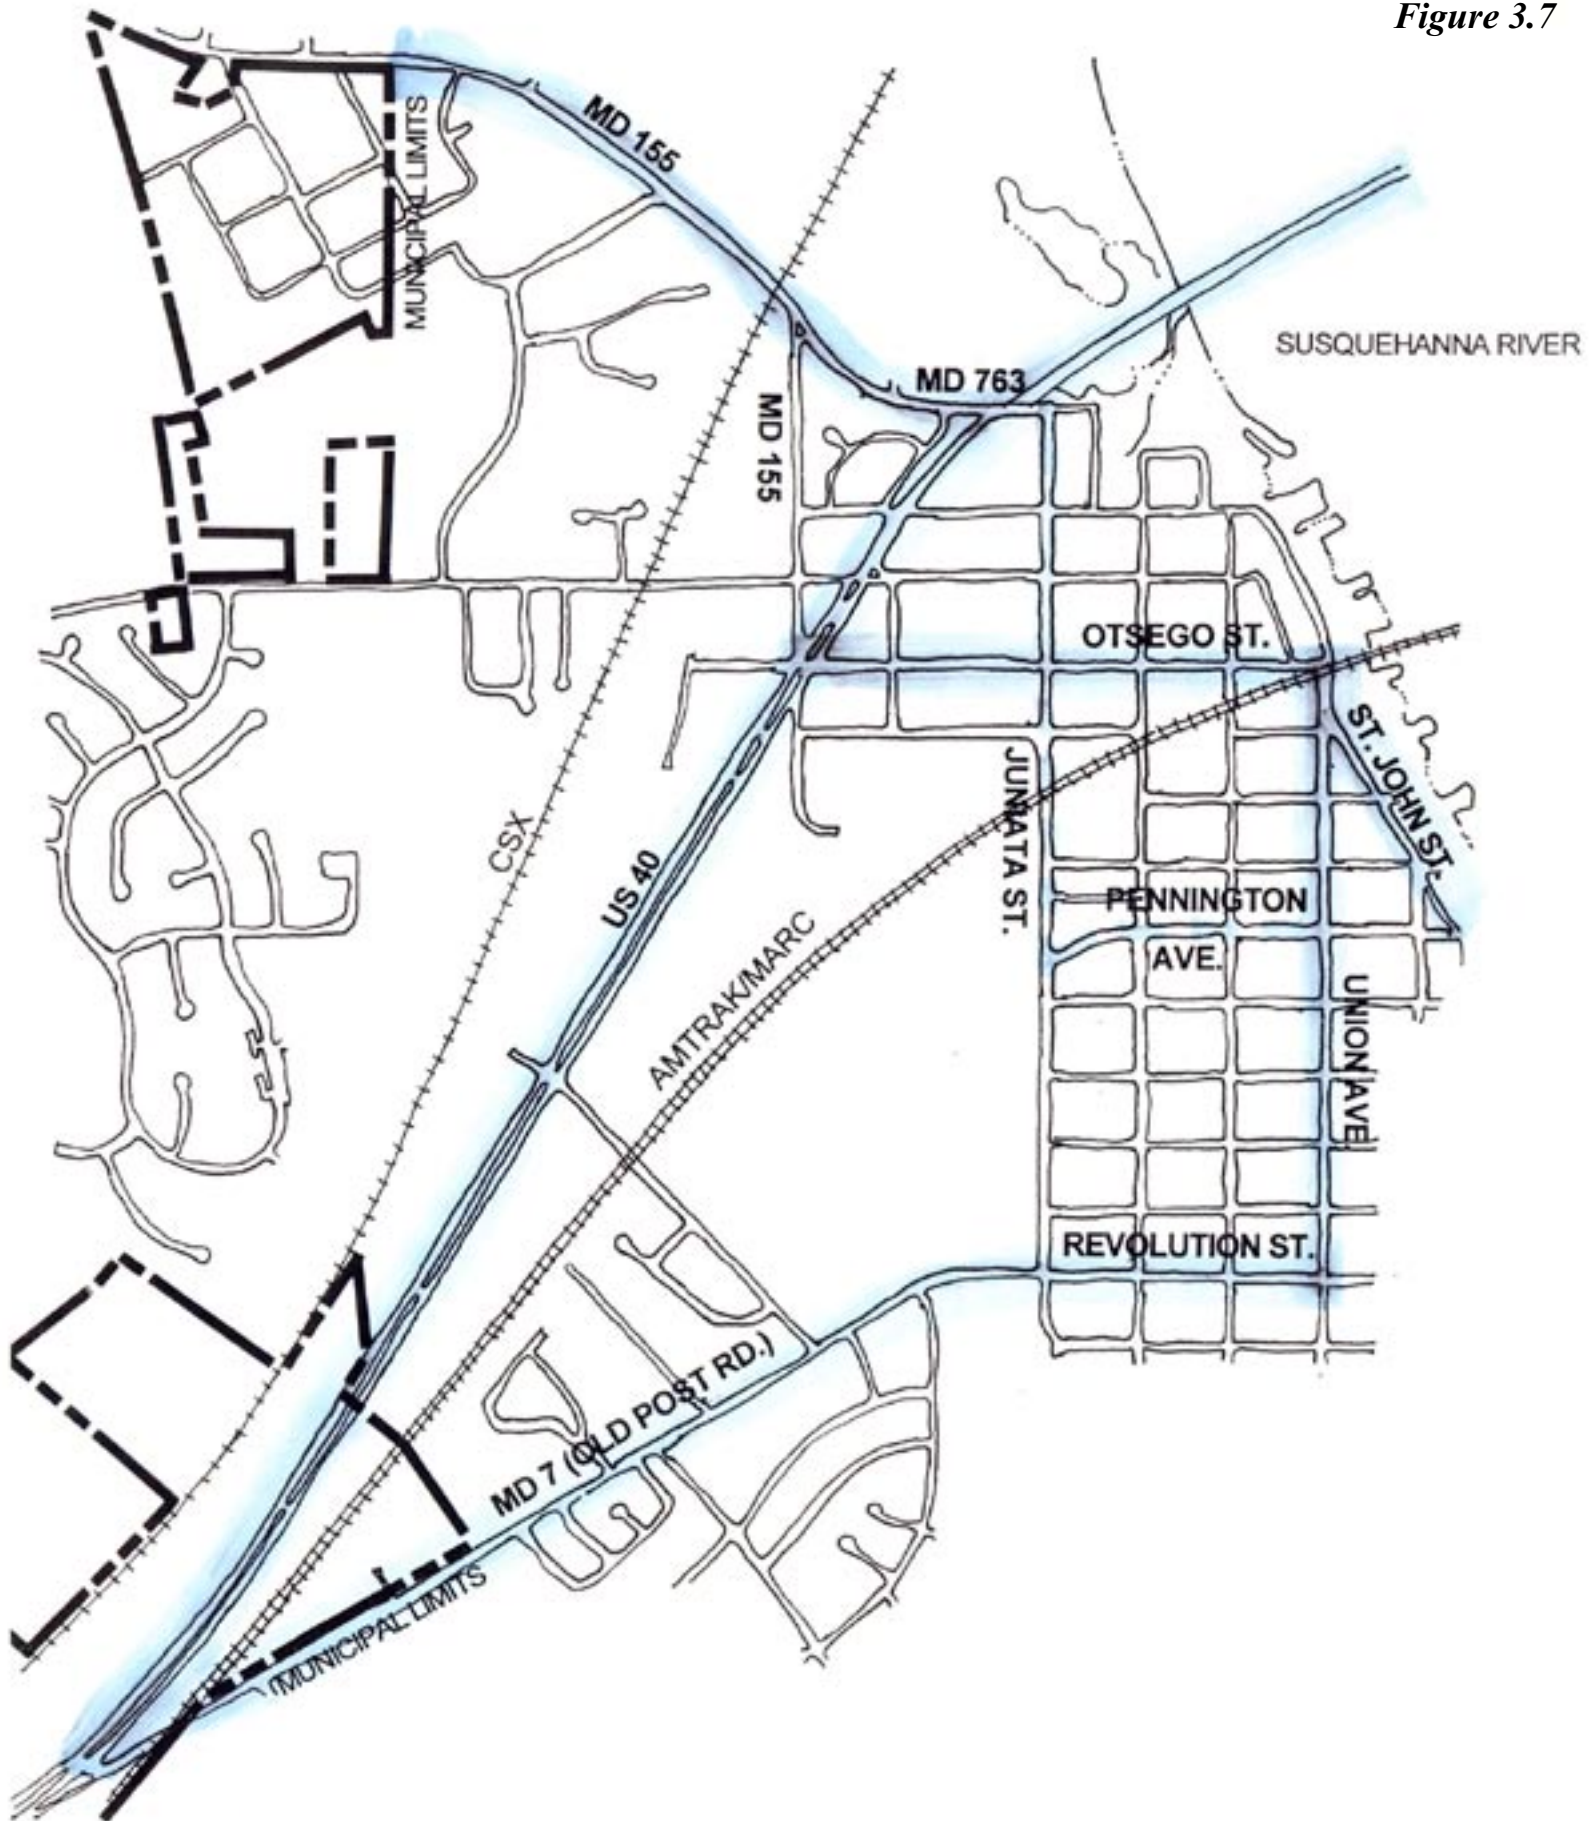 Figure 3.7
MD 155
MUNICIPAL LIMITS
SUSQUEHANNA RIVER
MD 763
MD 155
OTSEGO ST.
ST. JOHN ST.
JUNIATA ST.
CSX
US 40
PENNINGTON
AVE.
AMTRAK/MARC
UNION AVE.
REVOLUTION ST.
MD 7 (OLD POST RD.)
MUNICIPAL LIMITS